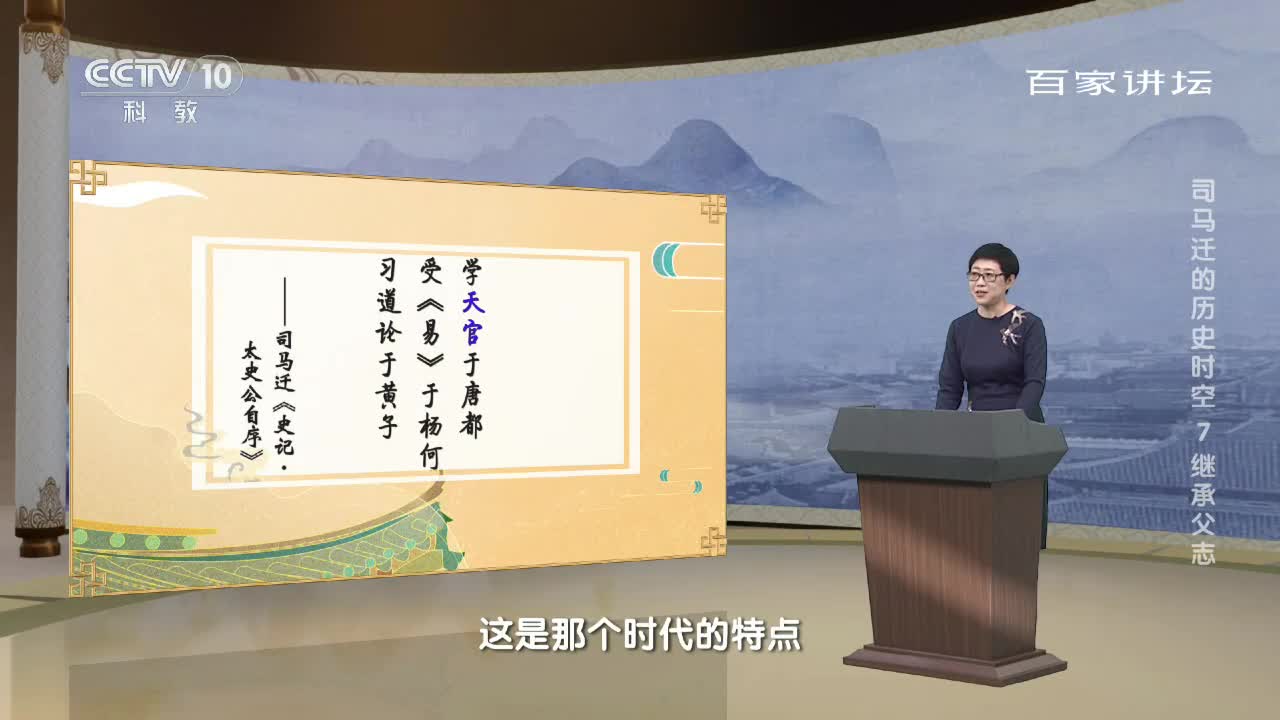 CCTV 10
科教
百家讲坛
学天官于唐都
受《易》于杨何
习道论于黄子
——司马迁《史记·
太史公自序》
司马迁的历史时空 7 继承父志
这是那个时代的特点